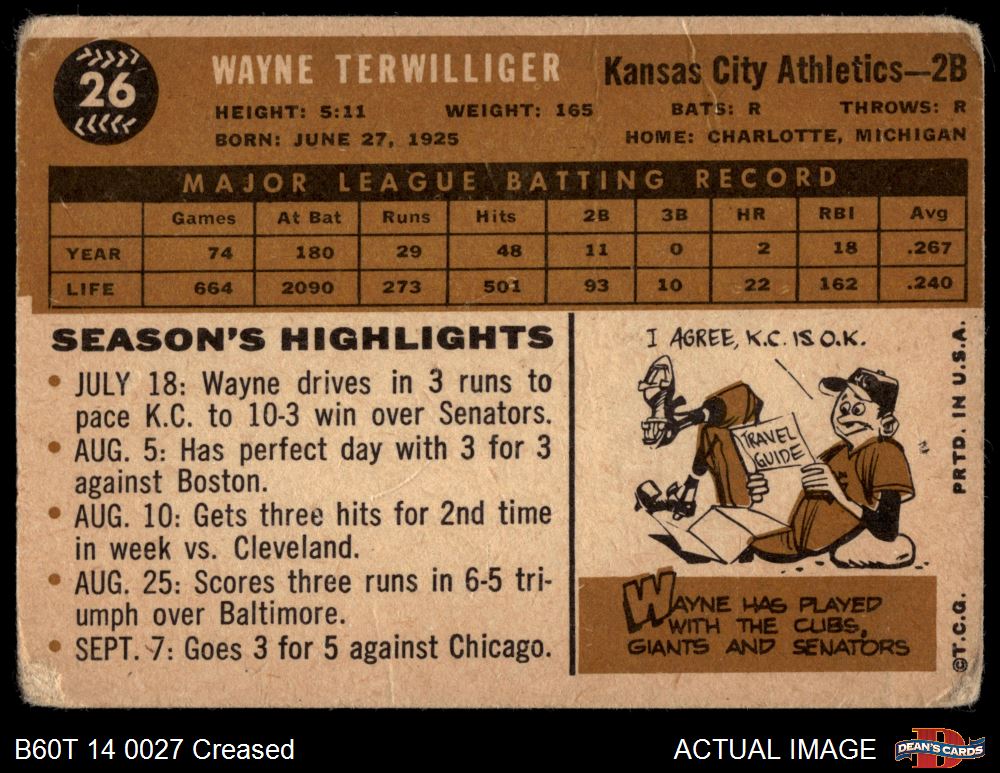 26
WAYNE TERWILLIGER
Kansas City Athletics—2B
HEIGHT: 5:11 WEIGHT: 165 BATS: R THROWS: R
BORN: JUNE 27, 1925 HOME: CHARLOTTE, MICHIGAN
MAJOR LEAGUE BATTING RECORD
Games At Bat Runs Hits 2B 3B HR RBI Avg
YEAR 74 180 29 48 11 0 2 18 .267
LIFE 664 2090 273 501 93 10 22 162 .240
SEASON'S HIGHLIGHTS
• JULY 18: Wayne drives in 3 runs to
pace K.C. to 10-3 win over Senators.
• AUG. 5: Has perfect day with 3 for 3
against Boston.
• AUG. 10: Gets three hits for 2nd time
in week vs. Cleveland.
• AUG. 25: Scores three runs in 6-5 tri-
umph over Baltimore.
• SEPT. 7: Goes 3 for 5 against Chicago.
I AGREE, K.C. IS O.K.
TRAVEL
GUIDE
WAYNE HAS PLAYED
WITH THE CUBS,
GIANTS AND SENATORS
PRTD. IN U.S.A.
©T.C.G.
B60T 14 0027 Creased
ACTUAL IMAGE
DEAN'S CARDS